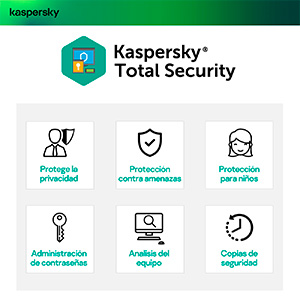 kaspersky
Kaspersky®
Total Security
Protege la
privacidad
Protección
contra amenazas
Protección
para niños
Administración
de contraseñas
Analisis del
equipo
Copias de
seguridad